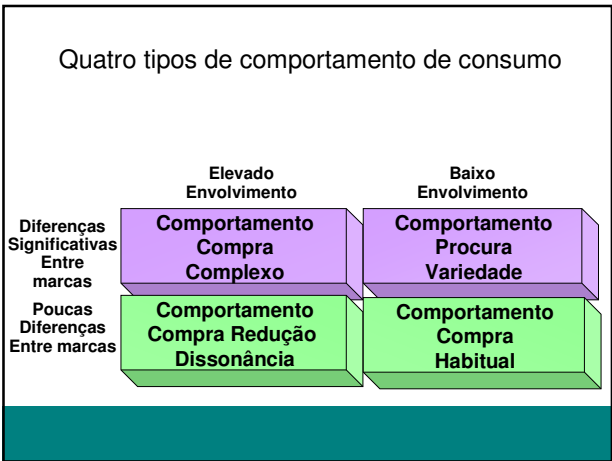 Quatro tipos de comportamento de consumo
Elevado
Envolvimento
Baixo
Envolvimento
Diferenças
Significativas
Entre
marcas
Comportamento
Compra
Complexo
Comportamento
Procura
Variedade
Poucas
Diferenças
Entre marcas
Comportamento
Compra Redução
Dissonância
Comportamento
Compra
Habitual